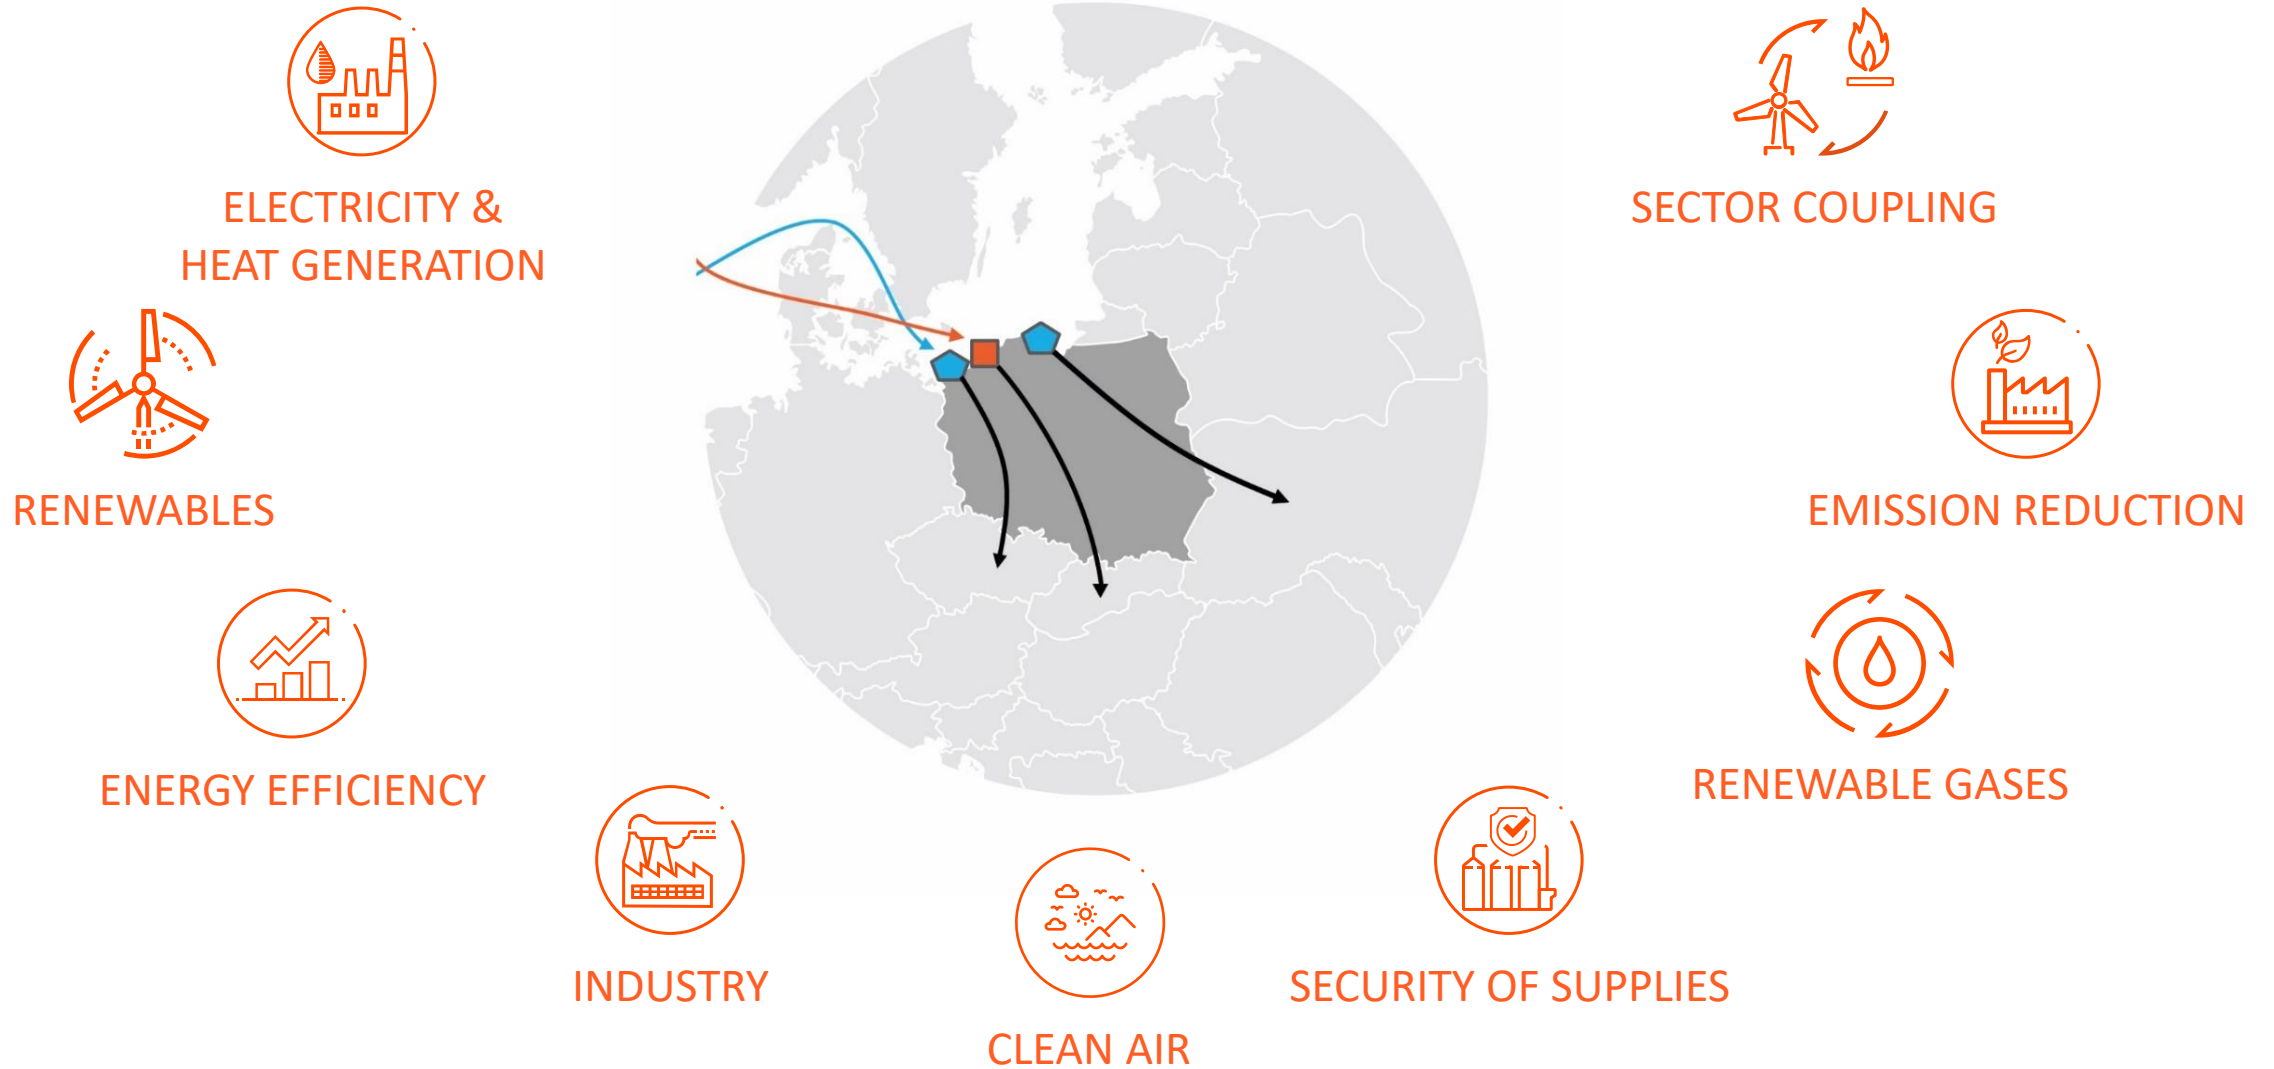 ELECTRICITY &
HEAT GENERATION
SECTOR COUPLING
RENEWABLES
EMISSION REDUCTION
ENERGY EFFICIENCY
RENEWABLE GASES
INDUSTRY
SECURITY OF SUPPLIES
CLEAN AIR